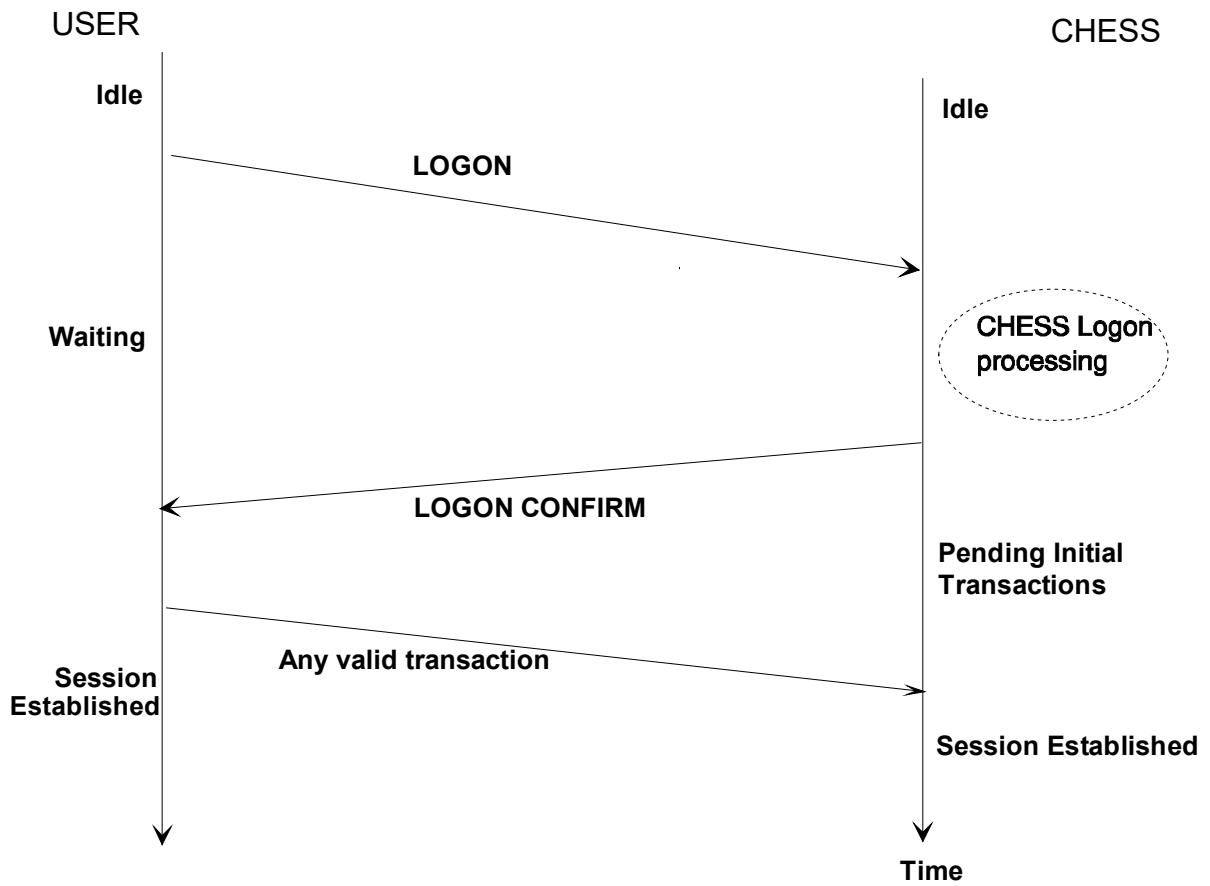 USER
CHESS
Idle
Idle
LOGON
Waiting
CHESS Logon
processing
LOGON CONFIRM
Pending Initial
Transactions
Any valid transaction
Session
Established
Session Established
Time